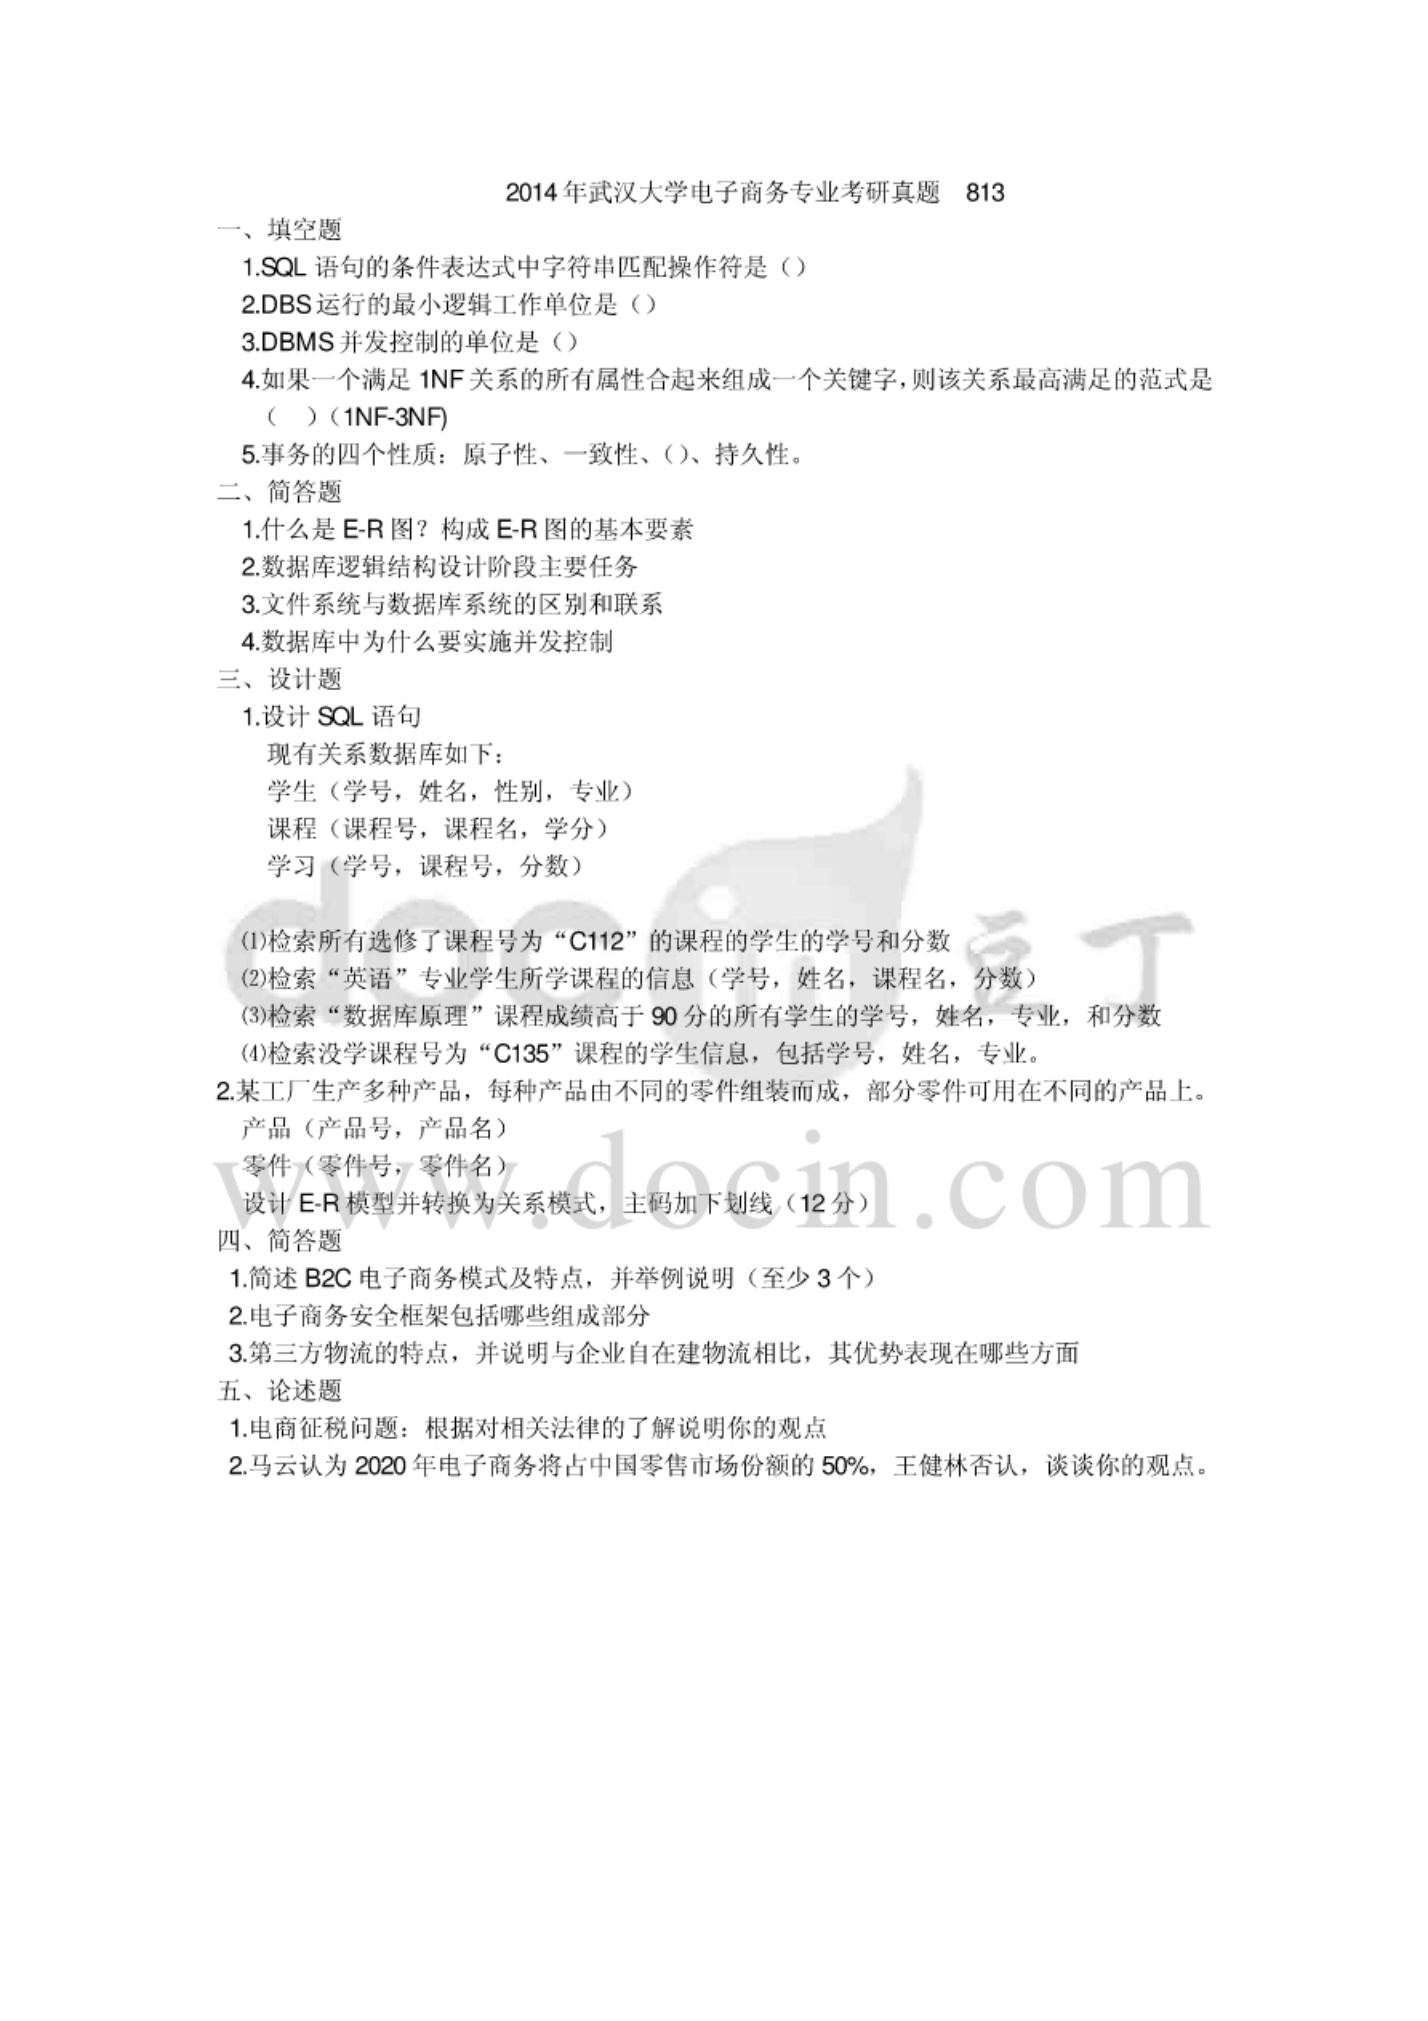 2014年武汉大学电子商务专业考研真题 813
一、填空题
1.SQL 语句的条件表达式中字符串匹配操作符是（）
2.DBS运行的最小逻辑工作单位是（）
3.DBMS并发控制的单位是（）
4.如果一个满足 1NF关系的所有属性合起来组成一个关键字，则该关系最高满足的范式是
（ ）（1NF-3NF)
5.事务的四个性质：原子性、一致性、（）、持久性。
二、简答题
1.什么是 E-R 图？构成 E-R 图的基本要素
2.数据库逻辑结构设计阶段主要任务
3.文件系统与数据库系统的区别和联系
4.数据库中为什么要实施并发控制
三、设计题
1.设计 SQL 语句
现有关系数据库如下：
学生（学号，姓名，性别，专业）
课程（课程号，课程名，学分）
学习（学号，课程号，分数）
⑴检索所有选修了课程号为“C112”的课程的学生的学号和分数
⑵检索“英语”专业学生所学课程的信息（学号，姓名，课程名，分数）
⑶检索“数据库原理”课程成绩高于 90 分的所有学生的学号，姓名，专业，和分数
⑷检索没学课程号为“C135”课程的学生信息，包括学号，姓名，专业。
2.某工厂生产多种产品，每种产品由不同的零件组装而成，部分零件可用在不同的产品上。
产品（产品号，产品名）
零件（零件号，零件名）
设计 E-R 模型并转换为关系模式，主码加下划线（12 分）
四、简答题
1.简述 B2C 电子商务模式及特点，并举例说明（至少 3 个）
2.电子商务安全框架包括哪些组成部分
3.第三方物流的特点，并说明与企业自在建物流相比，其优势表现在哪些方面
五、论述题
1.电商征税问题：根据对相关法律的了解说明你的观点
2.马云认为 2020 年电子商务将占中国零售市场份额的 50%，王健林否认，谈谈你的观点。
docin 豆丁
www.docin.com